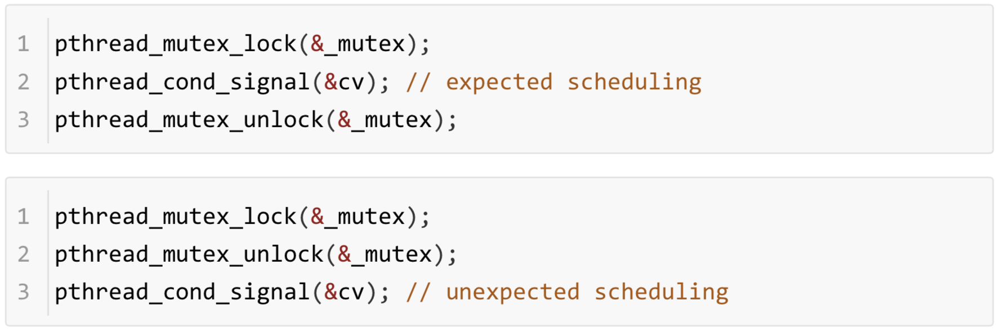 1 pthread_mutex_lock(&_mutex);
2 pthread_cond_signal(&cv); // expected scheduling
3 pthread_mutex_unlock(&_mutex);
1 pthread_mutex_lock(&_mutex);
2 pthread_mutex_unlock(&_mutex);
3 pthread_cond_signal(&cv); // unexpected scheduling